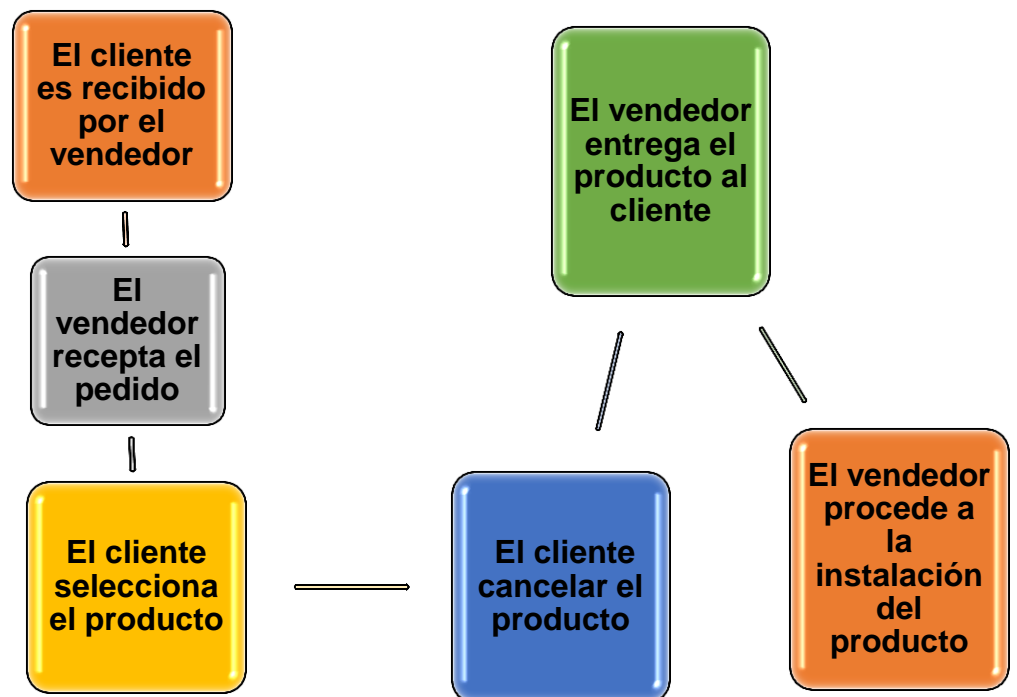 El cliente
es recibido
por el
vendedor
El
vendedor
recepta el
pedido
El cliente
selecciona
el producto
El cliente
cancelar el
producto
El vendedor
entrega el
producto al
cliente
El vendedor
procede a
la
instalación
del
producto